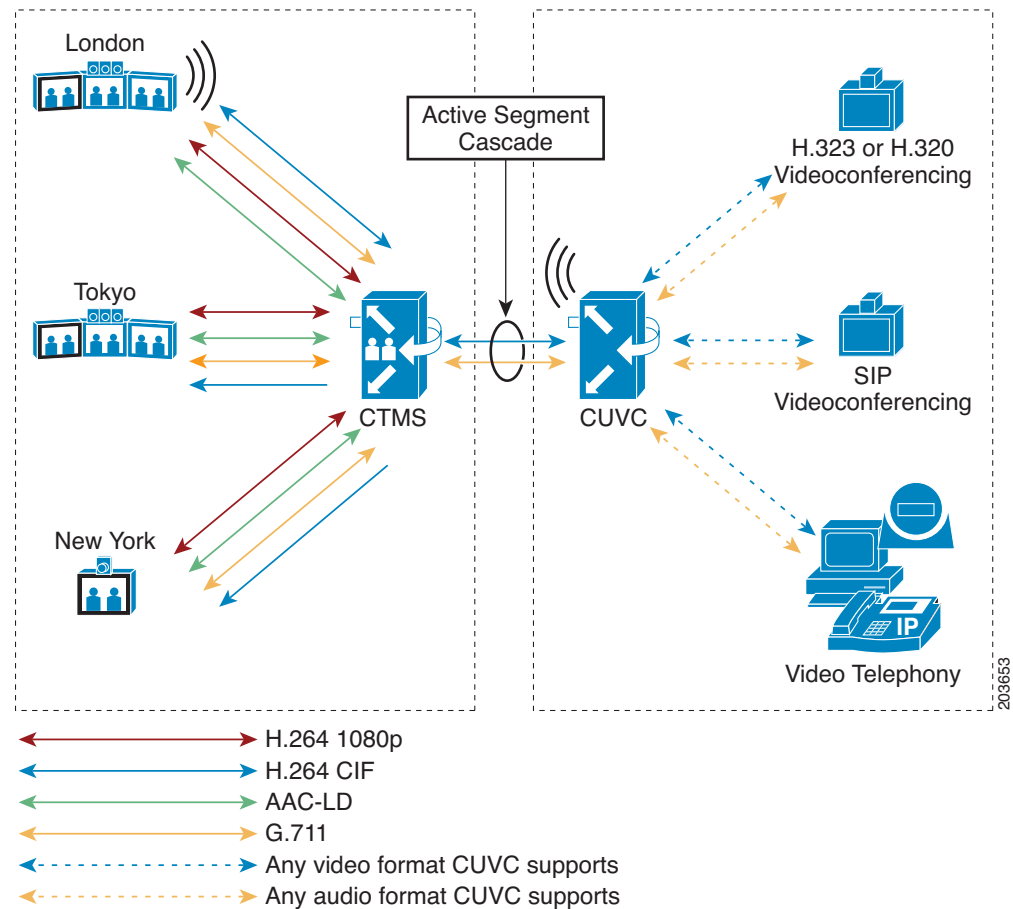 London
Active Segment
Cascade
H.323 or H.320
Videoconferencing
Tokyo
CTMS
CUVC
SIP
Videoconferencing
New York
IP
Video Telephony
203653
H.264 1080p
H.264 CIF
AAC-LD
G.711
Any video format CUVC supports
Any audio format CUVC supports